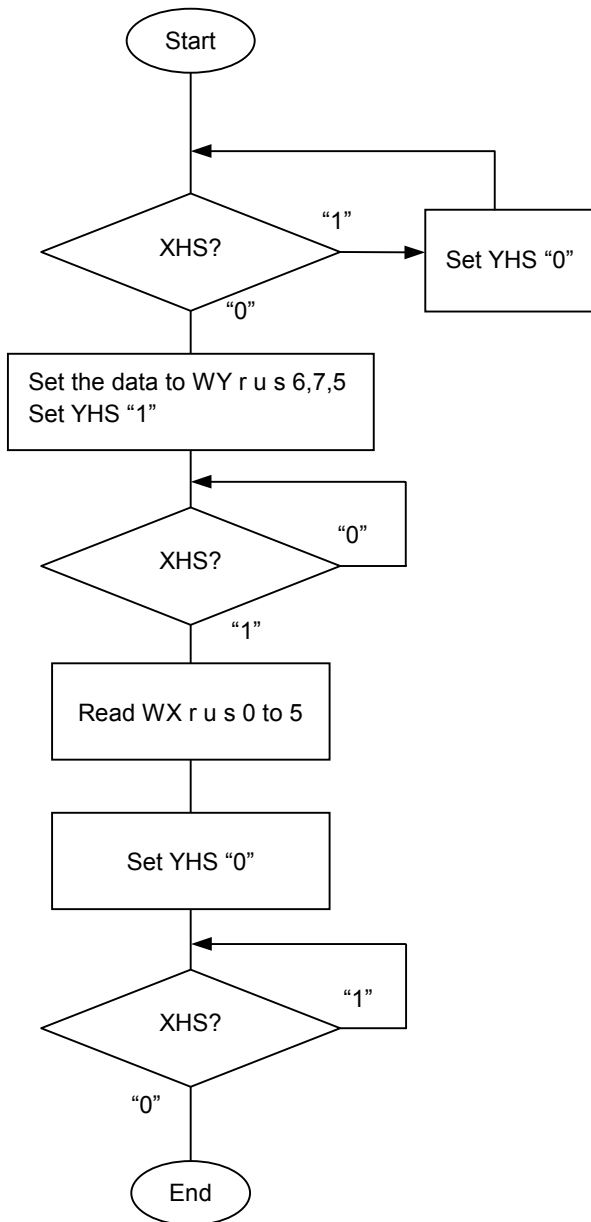 Start
XHS?
“1”
Set YHS “0”
“0”
Set the data to WY r u s 6,7,5
Set YHS “1”
XHS?
“0”
“1”
Read WX r u s 0 to 5
Set YHS “0”
XHS?
“1”
“0”
End